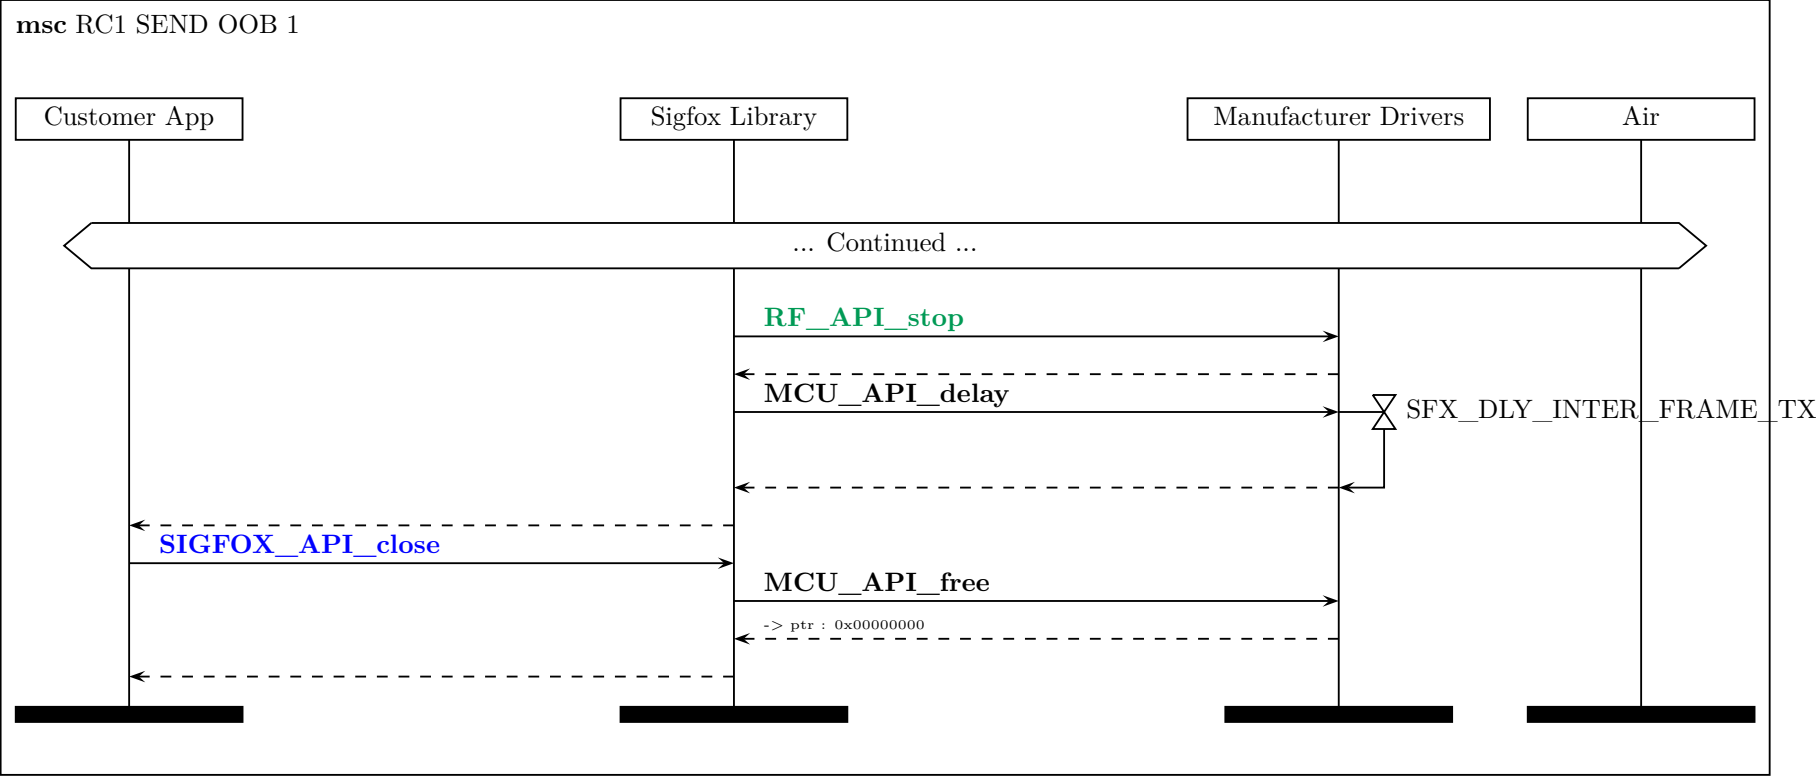 msc RC1 SEND OOB 1
Customer App
Sigfox Library
Manufacturer Drivers
Air
... Continued ...
RF_API_stop
MCU_API_delay
SFX_DLY_INTER_FRAME_TX
SIGFOX_API_close
MCU_API_free
-> ptr : 0x00000000